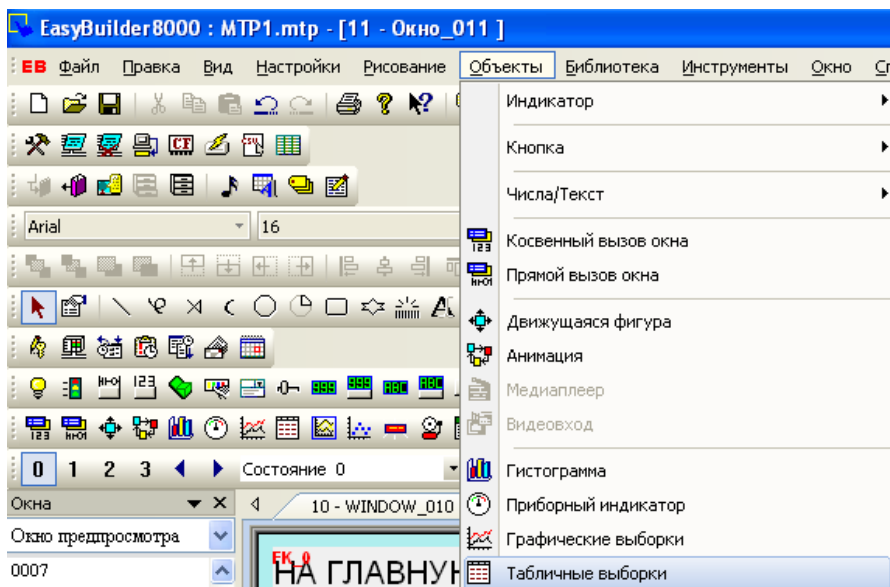 EasyBuilder8000 : MTP1.mtp - [11 - Окно_011 ]
EB Файл Правка Вид Настройки Рисование Объекты Библиотека Инструменты Окно
Индикатор
Кнопка
Числа/Текст
Arial 16
Косвенный вызов окна
Прямой вызов окна
Движущаяся фигура
Анимация
Медиаплеер
Видеовход
0 1 2 3 Состояние 0
Гистограмма
Окна 10 - WINDOW_010
Приборный индикатор
Окно предпросмотра
Графические выборки
0007
EK_0
НА ГЛАВНУЮ
Табличные выборки